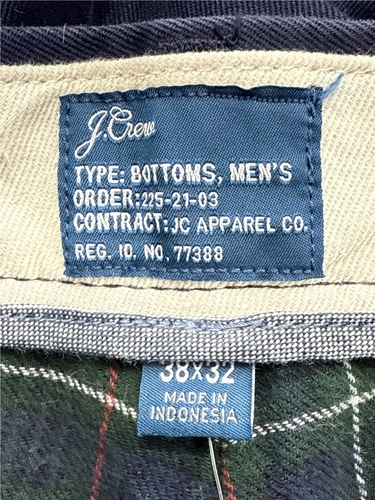 J.Crew
TYPE: BOTTOMS, MEN'S
ORDER:225-21-03
CONTRACT:JC APPAREL CO.
REG. ID. NO. 77388
38X32
MADE IN
INDONESIA